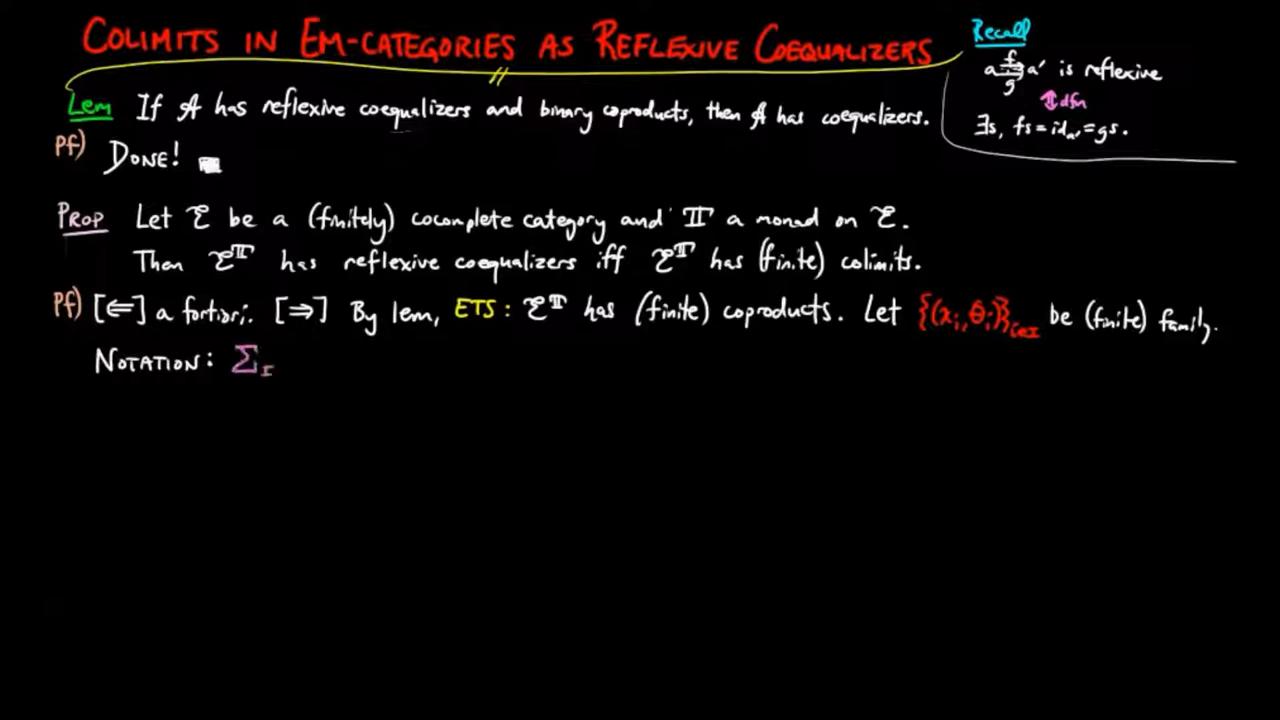 COLIMITS IN EM-CATEGORIES AS REFLEXIVE COEQUALIZERS
Recall
a f⇉g a' is reflexive
⇕ dfn
∃s, fs = id_a' = gs.
Lem If 𝒜 has reflexive coequalizers and binary coproducts, then 𝒜 has coequalizers.
Pf) DONE!
PROP Let ℰ be a (finitely) cocomplete category and 𝕋 a monad on ℰ.
Then ℰ^𝕋 has reflexive coequalizers iff ℰ^𝕋 has (finite) colimits.
Pf) [⇐] a fortiori. [⇒] By lem, ETS: ℰ^𝕋 has (finite) coproducts. Let {(x_i, θ_i)}_{i∈I} be (finite) family.
NOTATION: Σ_I